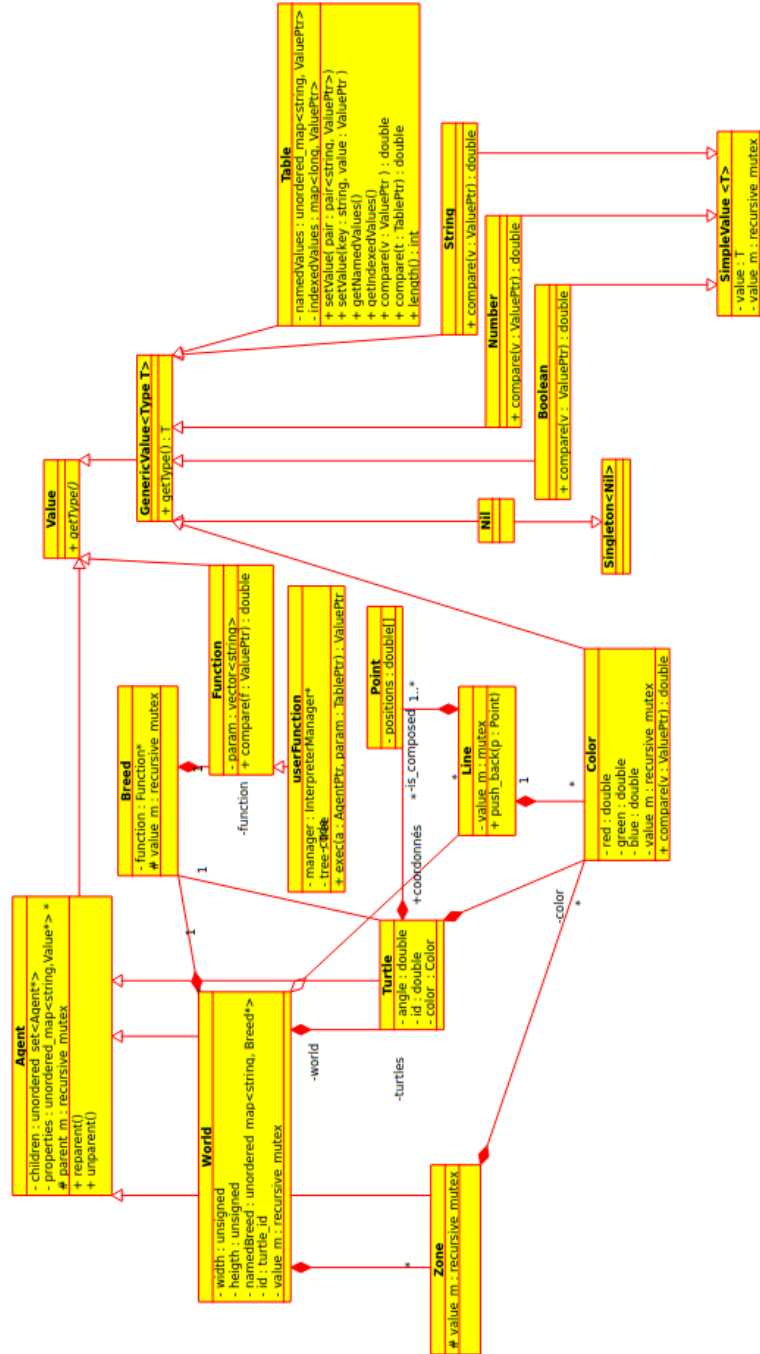 Value
+ getType()
Agent
- children : unordered_set<Agent*>
- properties : unordered_map<string,Value*> *
# parent_m : recursive_mutex
+ reparent()
+ unparent()
Breed
- function : Function*
# value_m : recursive_mutex
Function
- param : vector<string>
+ compare(f : ValuePtr) : double
GenericValue<Type T>
+ getType() : T
Table
- namedValues : unordered_map<string, ValuePtr>
- indexedValues : map<long, ValuePtr>
+ setValue( pair : pair<string, ValuePtr>)
+ setValue(key : string, value : ValuePtr )
+ getNamedValues()
+ getIndexedValues()
+ compare(v : ValuePtr ) : double
+ compare(t : TablePtr) : double
+ length() : int
World
- width : unsigned
- heigth : unsigned
- namedBreed : unordered_map<string, Breed*>
- id : turtle_id
- value_m : recursive_mutex
1
1
1
-function
userFunction
- manager : InterpreterManager*
- tree : Tree
-code
+ exec(a : AgentPtr, param : TablePtr) : ValuePtr
Point
- positions : double[]
-world
-turtles
Turtle
- angle : double
- id : double
- color : Color
+coordonnés
*
-is_composed
1..*
*
Line
- value_m : mutex
+ push_back(p : Point)
1
*
Nil
Number
+ compare(v : ValuePtr) : double
String
+ compare(v : ValuePtr) : double
Boolean
+ compare(v : ValuePtr) : double
Zone
# value_m : recursive_mutex
*
-color
*
Color
- red : double
- green : double
- blue : double
- value_m : recursive_mutex
+ compare(v : ValuePtr) : double
Singleton<Nil>
SimpleValue <T>
- value : T
- value_m : recursive_mutex